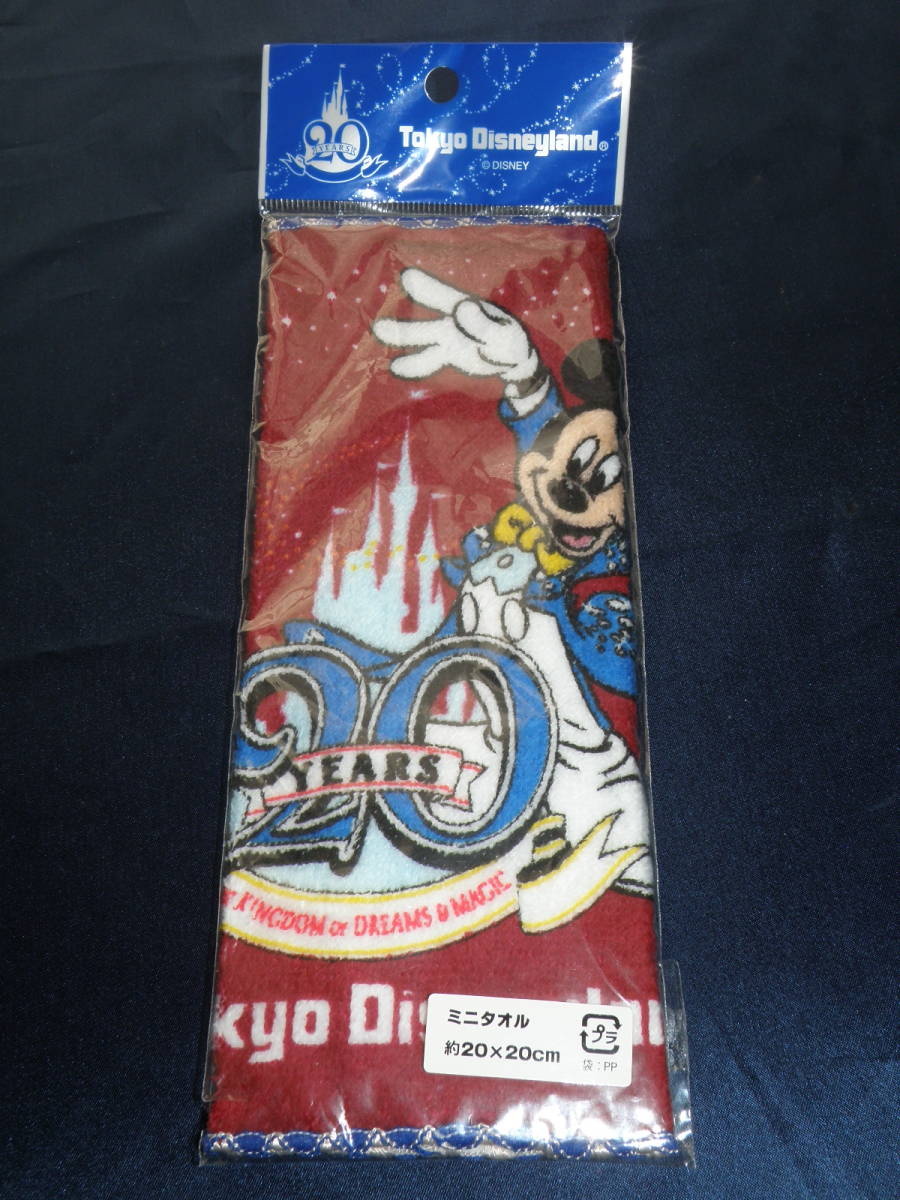 20
YEARS
Tokyo Disneyland®
© DISNEY
20
YEARS
KINGDOM OF DREAMS & MAGIC
kyo Dis
ミニタオル
約20×20cm
プラ
袋：PP